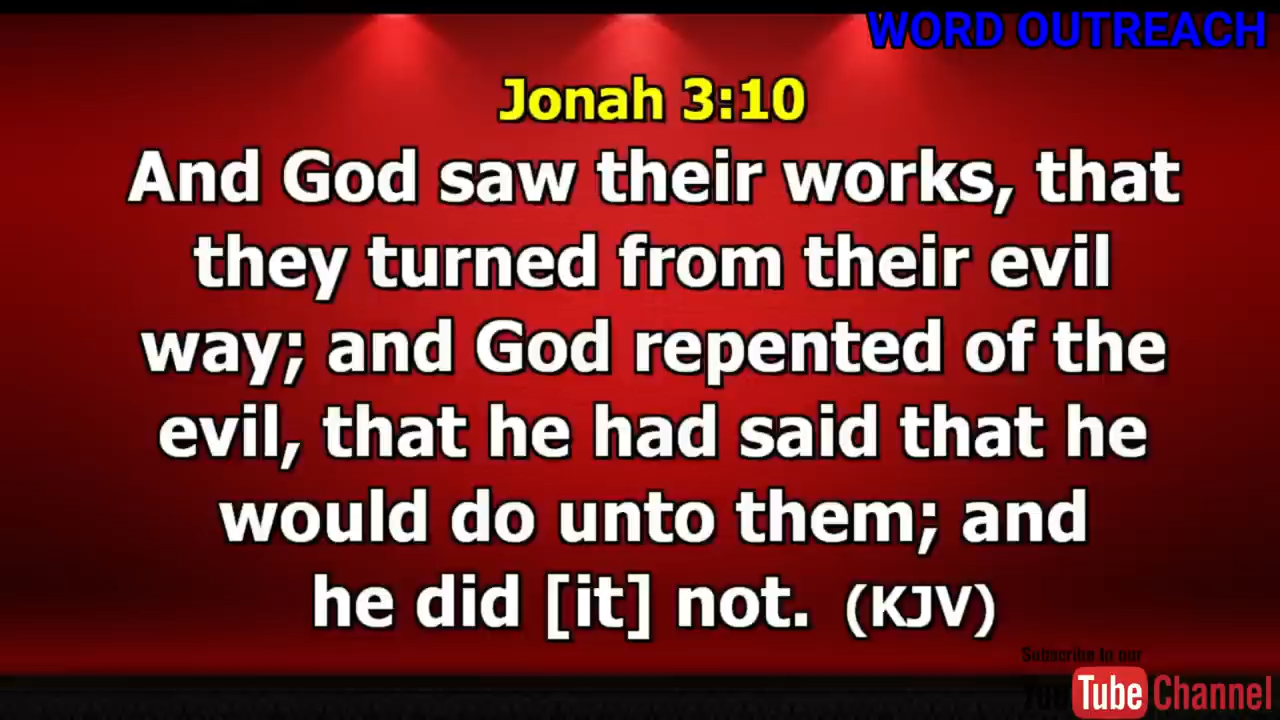 WORD OUTREACH
Jonah 3:10
And God saw their works, that
they turned from their evil
way; and God repented of the
evil, that he had said that he
would do unto them; and
he did [it] not. (KJV)
Subscribe to our
YouTube Channel